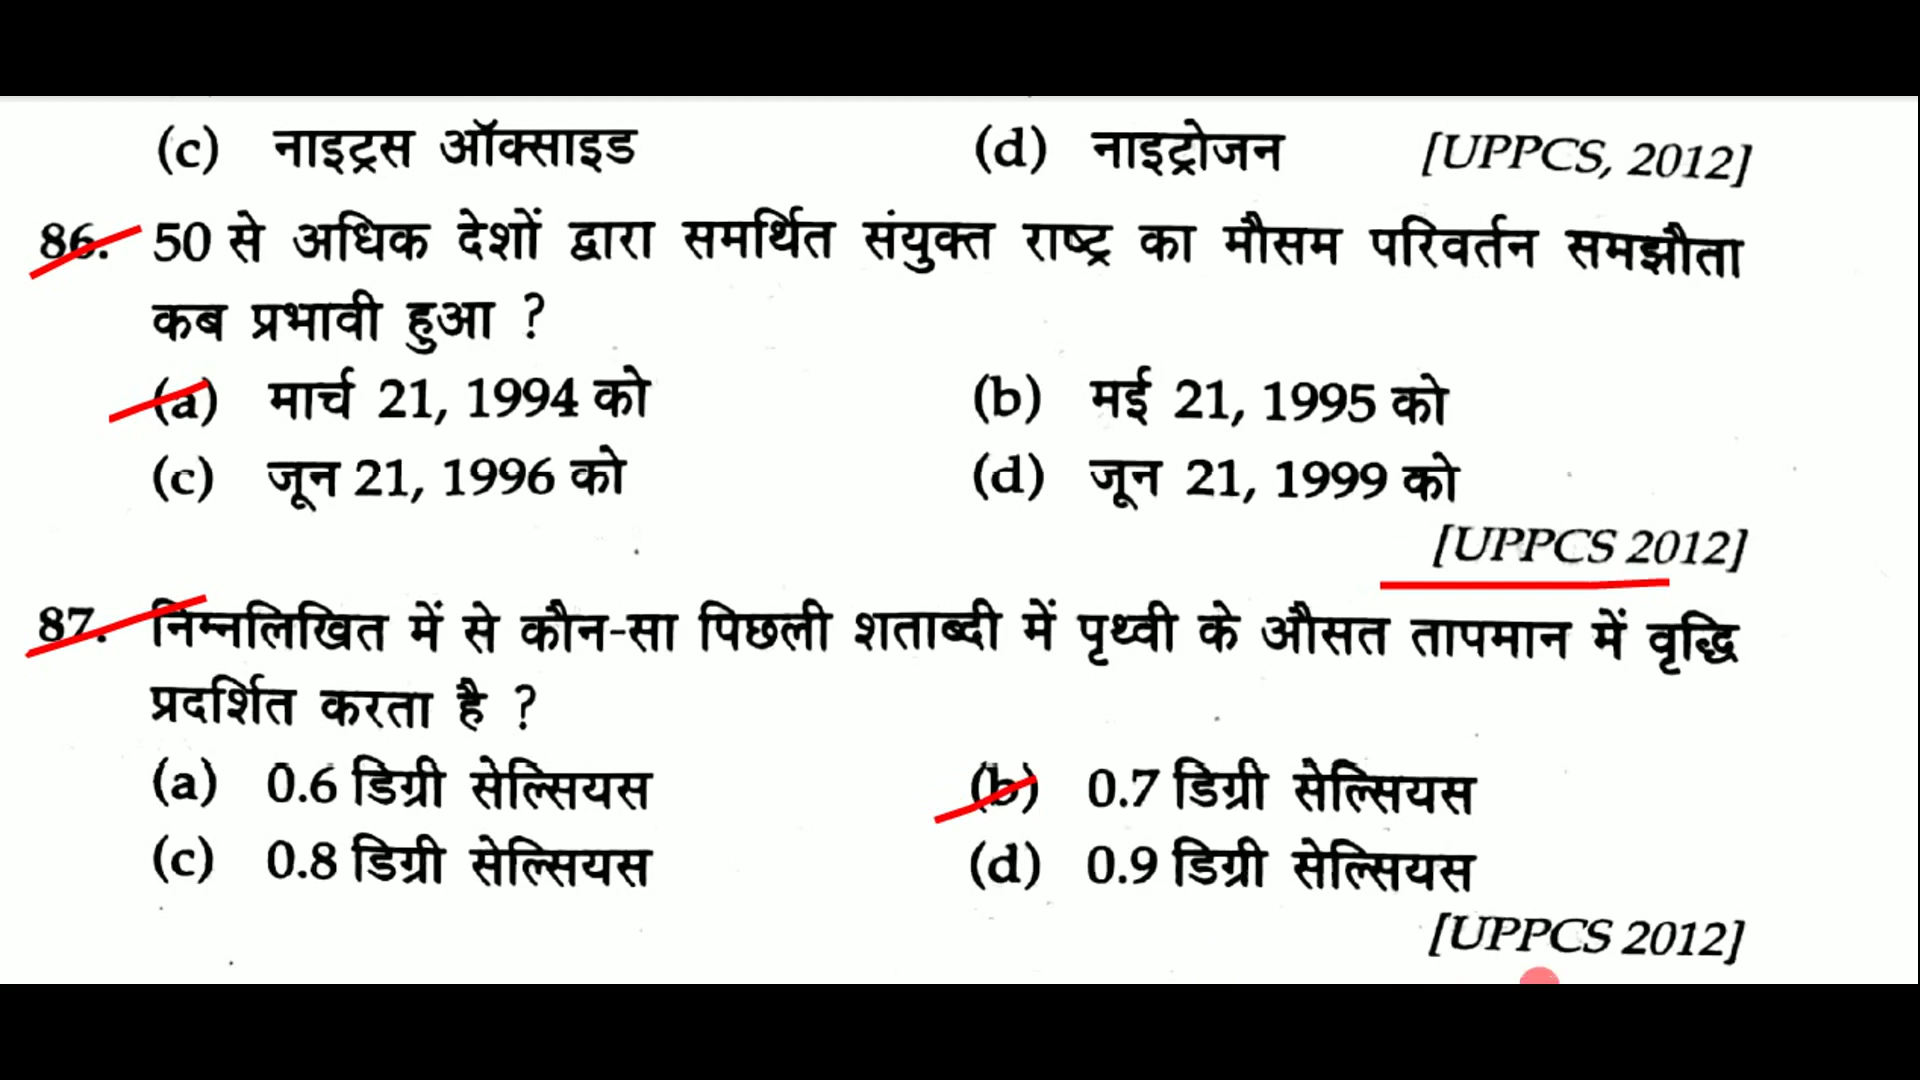 (c) नाइट्रस ऑक्साइड (d) नाइट्रोजन [UPPCS, 2012]
86. 50 से अधिक देशों द्वारा समर्थित संयुक्त राष्ट्र का मौसम परिवर्तन समझौता
कब प्रभावी हुआ ?
(a) मार्च 21, 1994 को (b) मई 21, 1995 को
(c) जून 21, 1996 को (d) जून 21, 1999 को
[UPPCS 2012]
87. निम्नलिखित में से कौन-सा पिछली शताब्दी में पृथ्वी के औसत तापमान में वृद्धि
प्रदर्शित करता है ?
(a) 0.6 डिग्री सेल्सियस (b) 0.7 डिग्री सेल्सियस
(c) 0.8 डिग्री सेल्सियस (d) 0.9 डिग्री सेल्सियस
[UPPCS 2012]